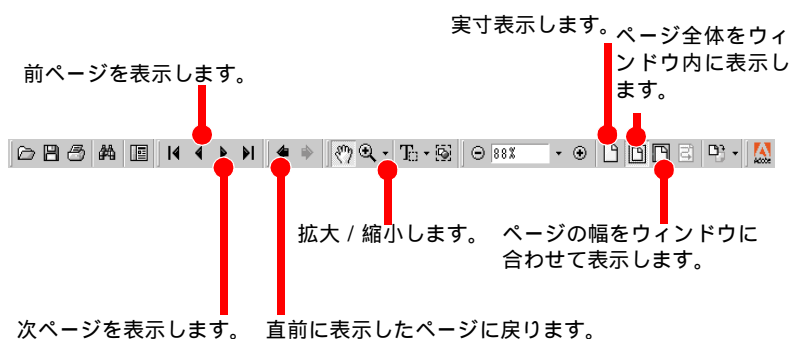 実寸表示します。
ページ全体をウィ
ンドウ内に表示し
ます。
前ページを表示します。
88%
Adobe
拡大 / 縮小します。
ページの幅をウィンドウに
合わせて表示します。
次ページを表示します。
直前に表示したページに戻ります。